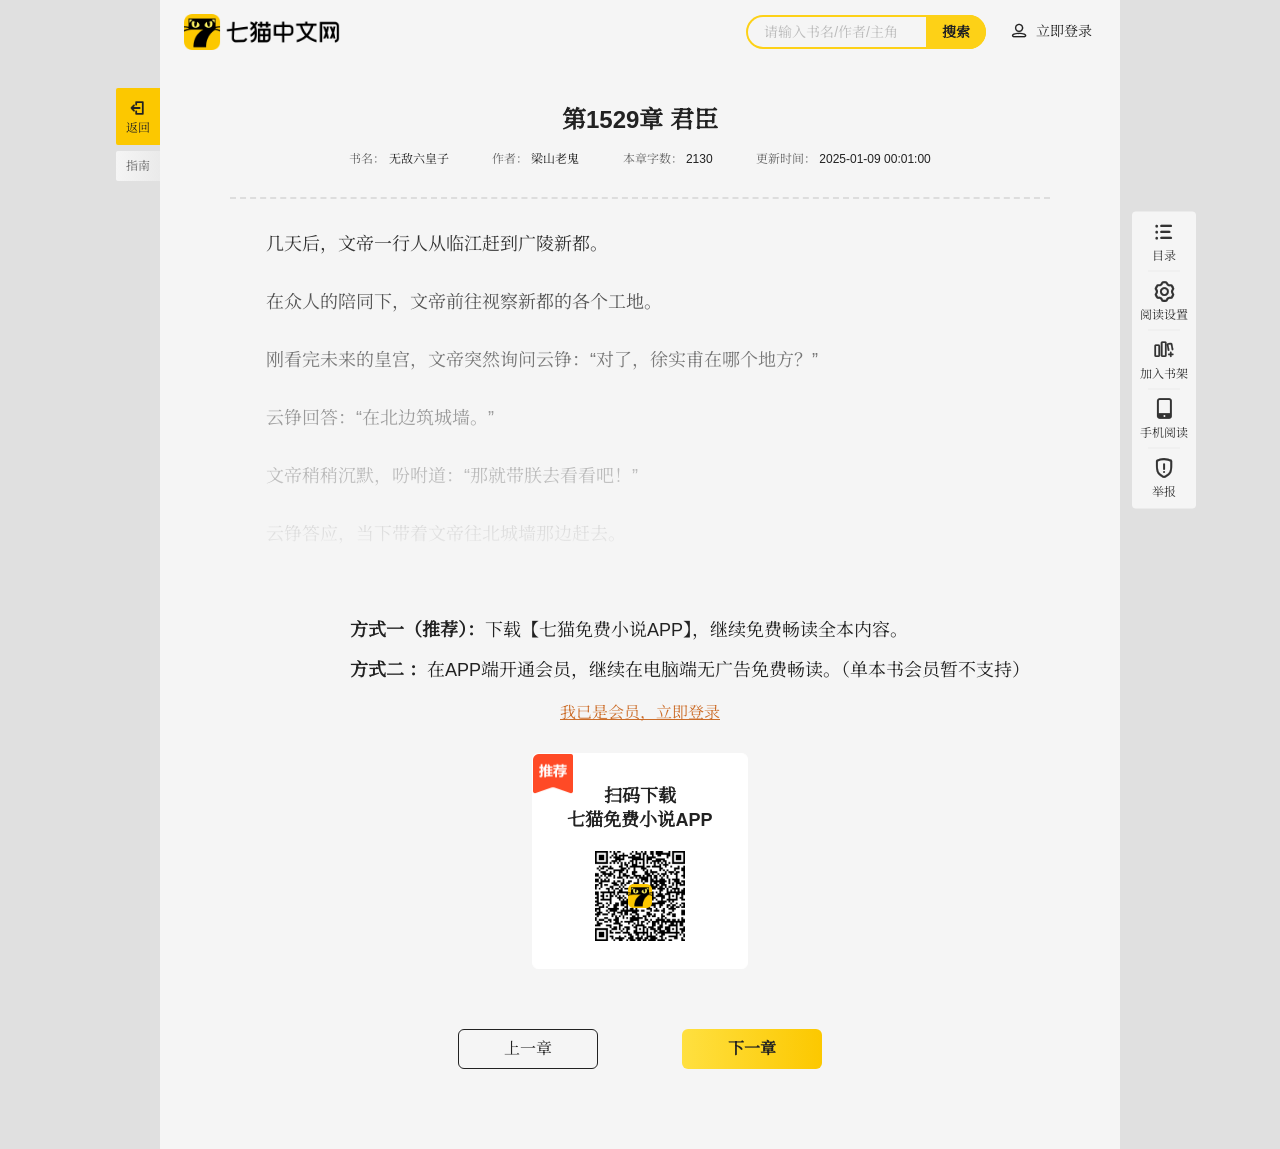 七猫中文网
请输入书名/作者/主角
搜索
立即登录
返回
指南
第1529章 君臣
书名： 无敌六皇子 作者： 梁山老鬼 本章字数： 2130 更新时间： 2025-01-09 00:01:00
几天后，文帝一行人从临江赶到广陵新都。
在众人的陪同下，文帝前往视察新都的各个工地。
刚看完未来的皇宫，文帝突然询问云铮：“对了，徐实甫在哪个地方？”
云铮回答：“在北边筑城墙。”
文帝稍稍沉默，吩咐道：“那就带朕去看看吧！”
云铮答应，当下带着文帝往北城墙那边赶去。
目录
阅读设置
加入书架
手机阅读
举报
方式一（推荐）：下载【七猫免费小说APP】，继续免费畅读全本内容。
方式二 ：在APP端开通会员，继续在电脑端无广告免费畅读。（单本书会员暂不支持）
我已是会员，立即登录
推荐
扫码下载
七猫免费小说APP
上一章
下一章